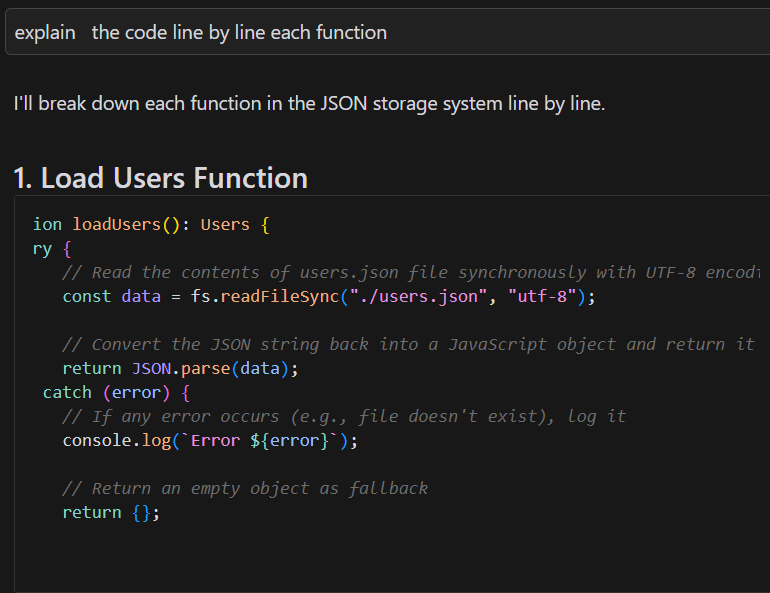 explain the code line by line each function
I'll break down each function in the JSON storage system line by line.
1. Load Users Function
ion loadUsers(): Users {
ry {
// Read the contents of users.json file synchronously with UTF-8 encodi
const data = fs.readFileSync("./users.json", "utf-8");
// Convert the JSON string back into a JavaScript object and return it
return JSON.parse(data);
catch (error) {
// If any error occurs (e.g., file doesn't exist), log it
console.log(`Error ${error}`);
// Return an empty object as fallback
return {};